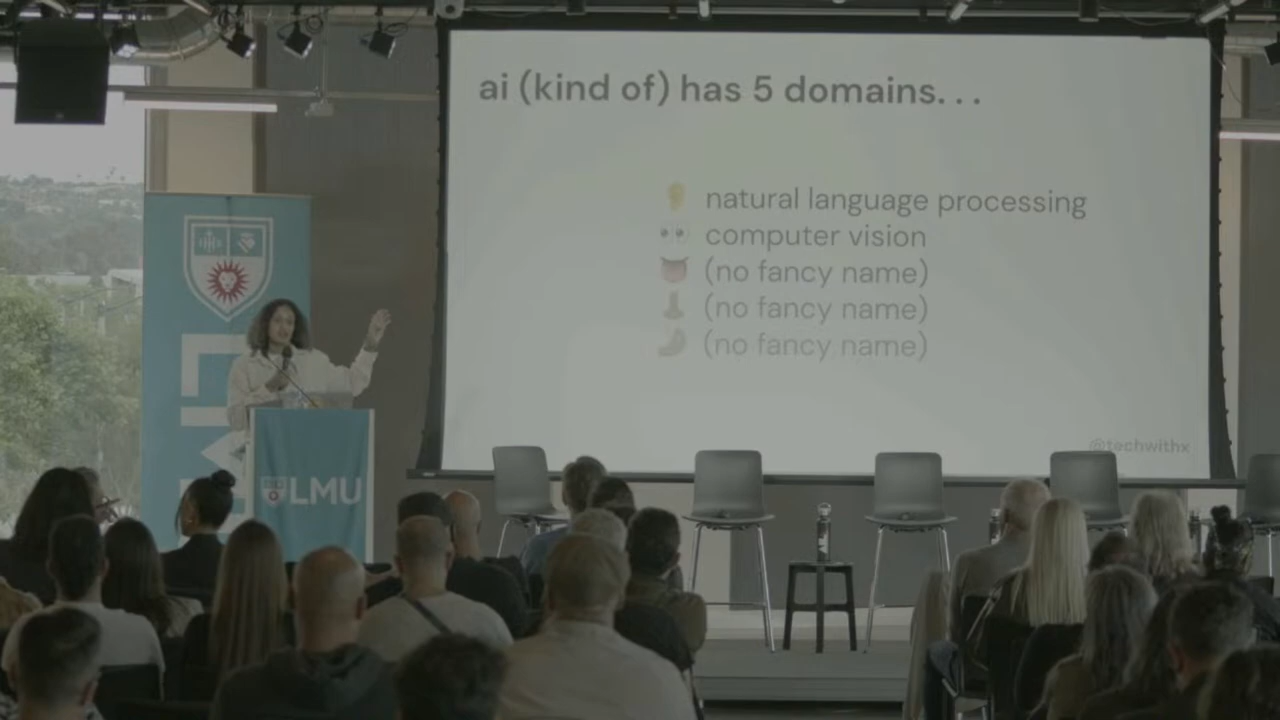 ai (kind of) has 5 domains. . .
natural language processing
computer vision
(no fancy name)
(no fancy name)
(no fancy name)
@techwithx
LMU